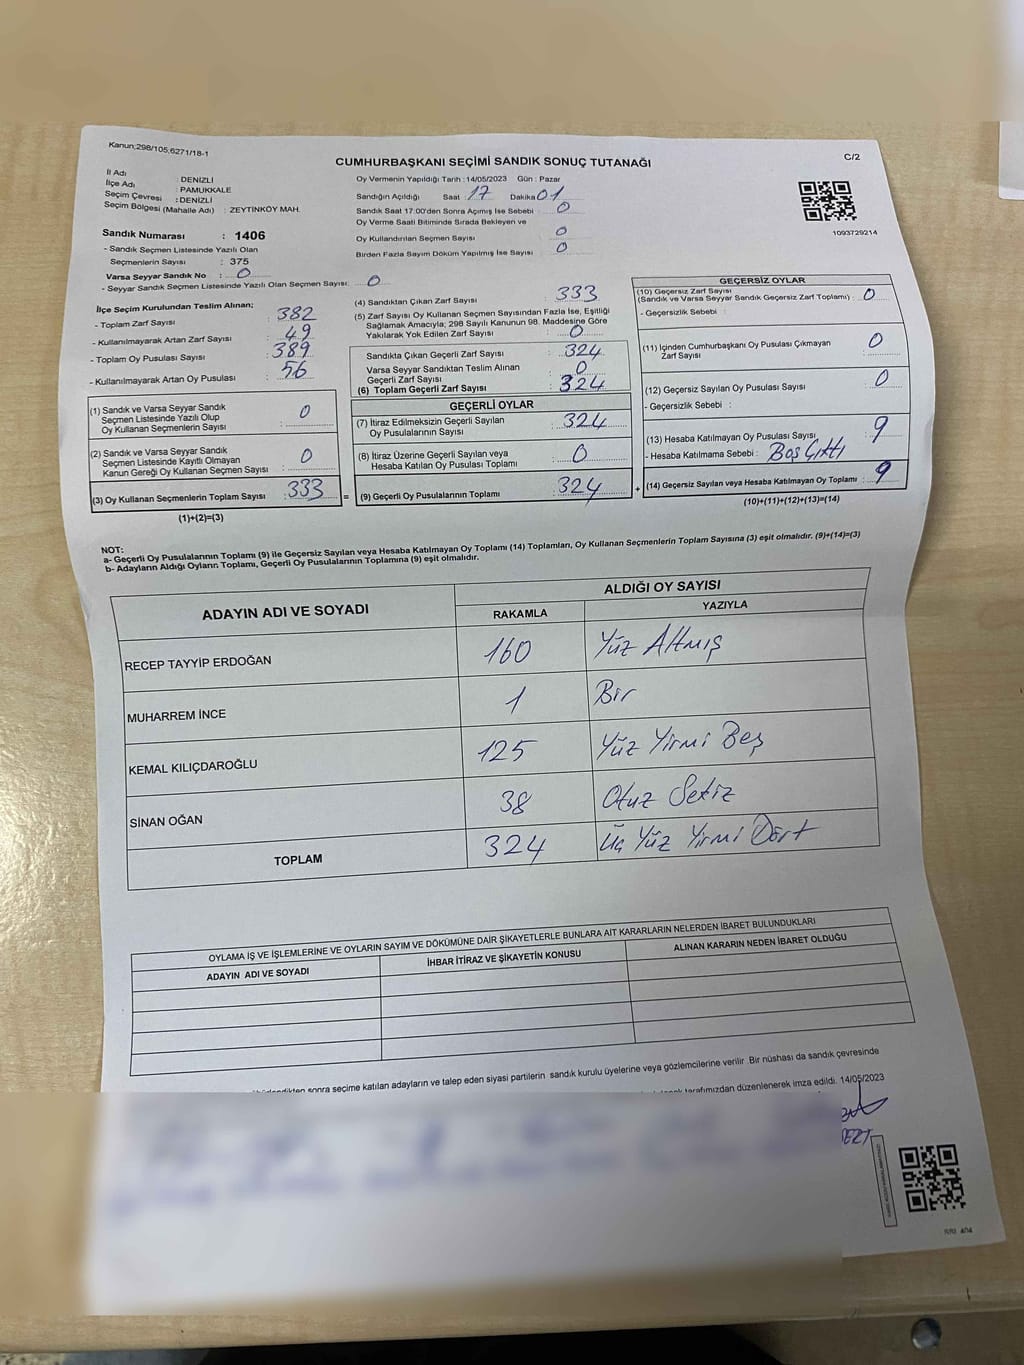 Kanun;298/105,6271/18-1
CUMHURBAŞKANI SEÇİMİ SANDIK SONUÇ TUTANAĞI
C/2
İl Adı : DENİZLİ
İlçe Adı : PAMUKKALE
Seçim Çevresi : DENİZLİ
Seçim Bölgesi (Mahalle Adı) : ZEYTİNKÖY MAH.
Sandık Numarası : 1406
- Sandık Seçmen Listesinde Yazılı Olan
Seçmenlerin Sayısı : 375
Varsa Seyyar Sandık No : 0
- Seyyar Sandık Seçmen Listesinde Yazılı Olan Seçmen Sayısı: 0
Oy Vermenin Yapıldığı Tarih : 14/05/2023 Gün : Pazar
Sandığın Açıldığı Saat : 17 Dakika 01
Sandık Saat 17:00'den Sonra Açımış İse Sebebi : 0
Oy Verme Saati Bitiminde Sırada Bekleyen ve
Oy Kullandırılan Seçmen Sayısı : 0
Birden Fazla Sayım Döküm Yapılmış İse Sayısı : 0
1093729214
İlçe Seçim Kurulundan Teslim Alınan;
- Toplam Zarf Sayısı : 382
- Kullanılmayarak Artan Zarf Sayısı : 49
- Toplam Oy Pusulası Sayısı : 389
- Kullanılmayarak Artan Oy Pusulası : 56
(1) Sandık ve Varsa Seyyar Sandık
Seçmen Listesinde Yazılı Olup
Oy Kullanan Seçmenlerin Sayısı : 0
(2) Sandık ve Varsa Seyyar Sandık
Seçmen Listesinde Kayıtlı Olmayan
Kanun Gereği Oy Kullanan Seçmen Sayısı : 0
(3) Oy Kullanan Seçmenlerin Toplam Sayısı : 333
(1)+(2)=(3)
(4) Sandıktan Çıkan Zarf Sayısı : 333
(5) Zarf Sayısı Oy Kullanan Seçmen Sayısından Fazla İse, Eşitliği
Sağlamak Amacıyla; 298 Sayılı Kanunun 98. Maddesine Göre
Yakılarak Yok Edilen Zarf Sayısı : 0
Sandıkta Çıkan Geçerli Zarf Sayısı : 324
Varsa Seyyar Sandıktan Teslim Alınan
Geçerli Zarf Sayısı : 0
(6) Toplam Geçerli Zarf Sayısı : 324
GEÇERLİ OYLAR
(7) İtiraz Edilmeksizin Geçerli Sayılan
Oy Pusulalarının Sayısı : 324
(8) İtiraz Üzerine Geçerli Sayılan veya
Hesaba Katılan Oy Pusulası Toplamı : 0
= (9) Geçerli Oy Pusulalarının Toplamı : 324 +
GEÇERSİZ OYLAR
(10) Geçersiz Zarf Sayısı
(Sandık ve Varsa Seyyar Sandık Geçersiz Zarf Toplamı) : 0
- Geçersizlik Sebebi :
(11) İçinden Cumhurbaşkanı Oy Pusulası Çıkmayan
Zarf Sayısı : 0
(12) Geçersiz Sayılan Oy Pusulası Sayısı : 0
- Geçersizlik Sebebi :
(13) Hesaba Katılmayan Oy Pusulası Sayısı, : 9
- Hesaba Katılmama Sebebi : Boş Çıktı
(14) Geçersiz Sayılan veya Hesaba Katılmayan Oy Toplamı : 9
(10)+(11)+(12)+(13)=(14)
NOT:
a- Geçerli Oy Pusulalarının Toplamı (9) ile Geçersiz Sayılan veya Hesaba Katılmayan Oy Toplamı (14) Toplamları, Oy Kullanan Seçmenlerin Toplam Sayısına (3) eşit olmalıdır. (9)+(14)=(3)
b- Adayların Aldığı Oyların Toplamı, Geçerli Oy Pusulalarının Toplamına (9) eşit olmalıdır.
ADAYIN ADI VE SOYADI
ALDIĞI OY SAYISI
RAKAMLA YAZIYLA
RECEP TAYYİP ERDOĞAN 160 Yüz Altmış
MUHARREM İNCE 1 Bir
KEMAL KILIÇDAROĞLU 125 Yüz Yirmi Beş
SİNAN OĞAN 38 Otuz Sekiz
TOPLAM 324 Üç Yüz Yirmi Dört
OYLAMA İŞ VE İŞLEMLERİNE VE OYLARIN SAYIM VE DÖKÜMÜNE DAİR ŞİKAYETLERLE BUNLARA AİT KARARLARIN NELERDEN İBARET BULUNDUKLARI
ADAYIN ADI VE SOYADI İHBAR İTİRAZ VE ŞİKAYETİN KONUSU ALINAN KARARIN NEDEN İBARET OLDUĞU
sonra seçime katılan adayların ve talep eden siyasi partilerin sandık kurulu üyelerine veya gözlemcilerine verilir .Bir nüshası da sandık çevresinde
tarafımızdan düzenlenerek imza edildi. 14/05/2023